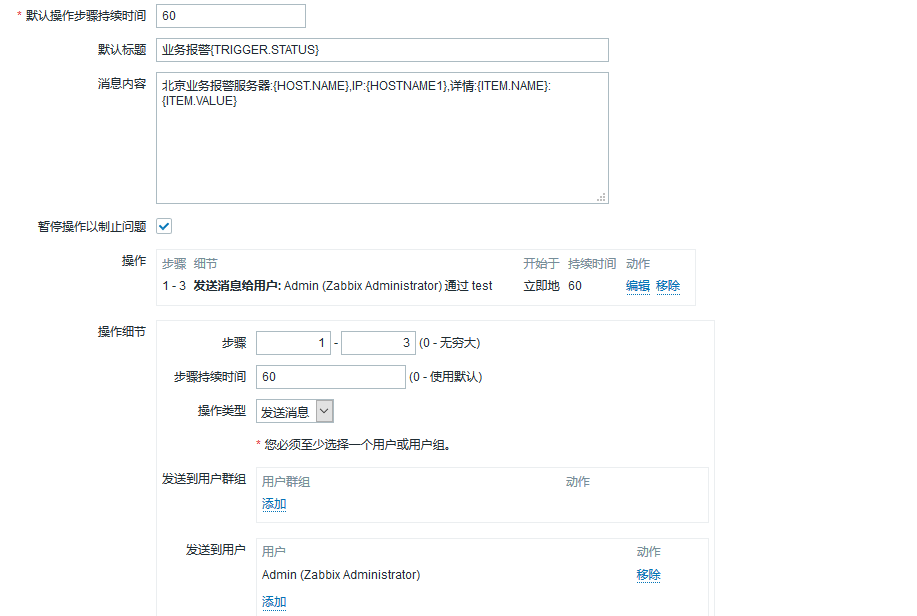 * 默认操作步骤持续时间 60
默认标题 业务报警{TRIGGER.STATUS}
消息内容 北京业务报警服务器:{HOST.NAME},IP:{HOSTNAME1},详情:{ITEM.NAME}:
{ITEM.VALUE}
暂停操作以制止问题
操作 步骤 细节 开始于 持续时间 动作
1 - 3 发送消息给用户: Admin (Zabbix Administrator) 通过 test 立即地 60 编辑 移除
操作细节
步骤 1 - 3 (0 - 无穷大)
步骤持续时间 60 (0 - 使用默认)
操作类型 发送消息
* 您必须至少选择一个用户或用户组。
发送到用户群组 用户群组 动作
添加
发送到用户 用户 动作
Admin (Zabbix Administrator) 移除
添加